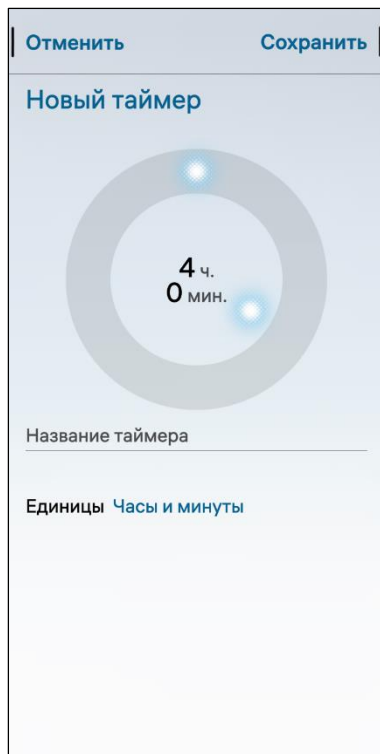 Отменить Сохранить
Новый таймер
4 ч.
0 мин.
Название таймера
Единицы Часы и минуты